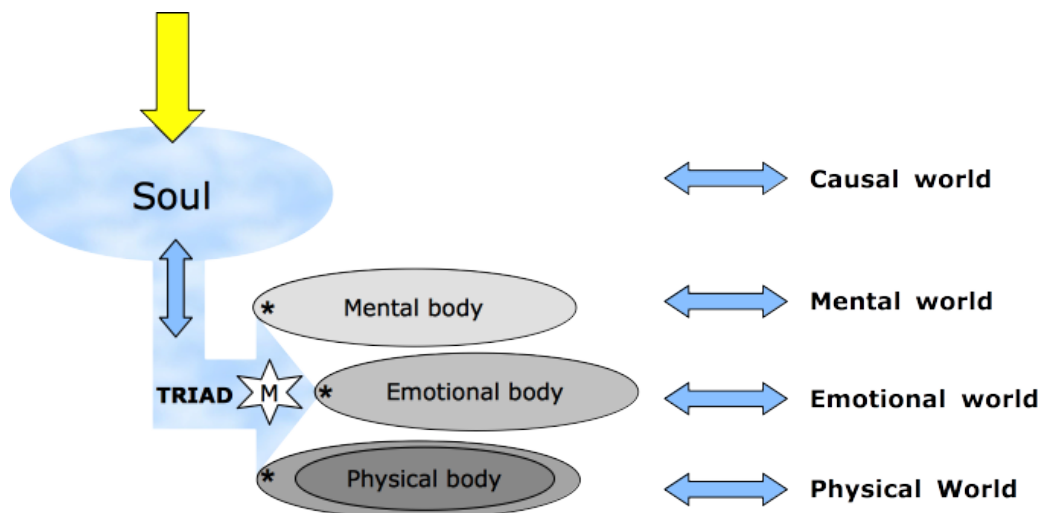 Soul
Causal world
* Mental body
Mental world
TRIAD M * Emotional body
Emotional world
* Physical body
Physical World